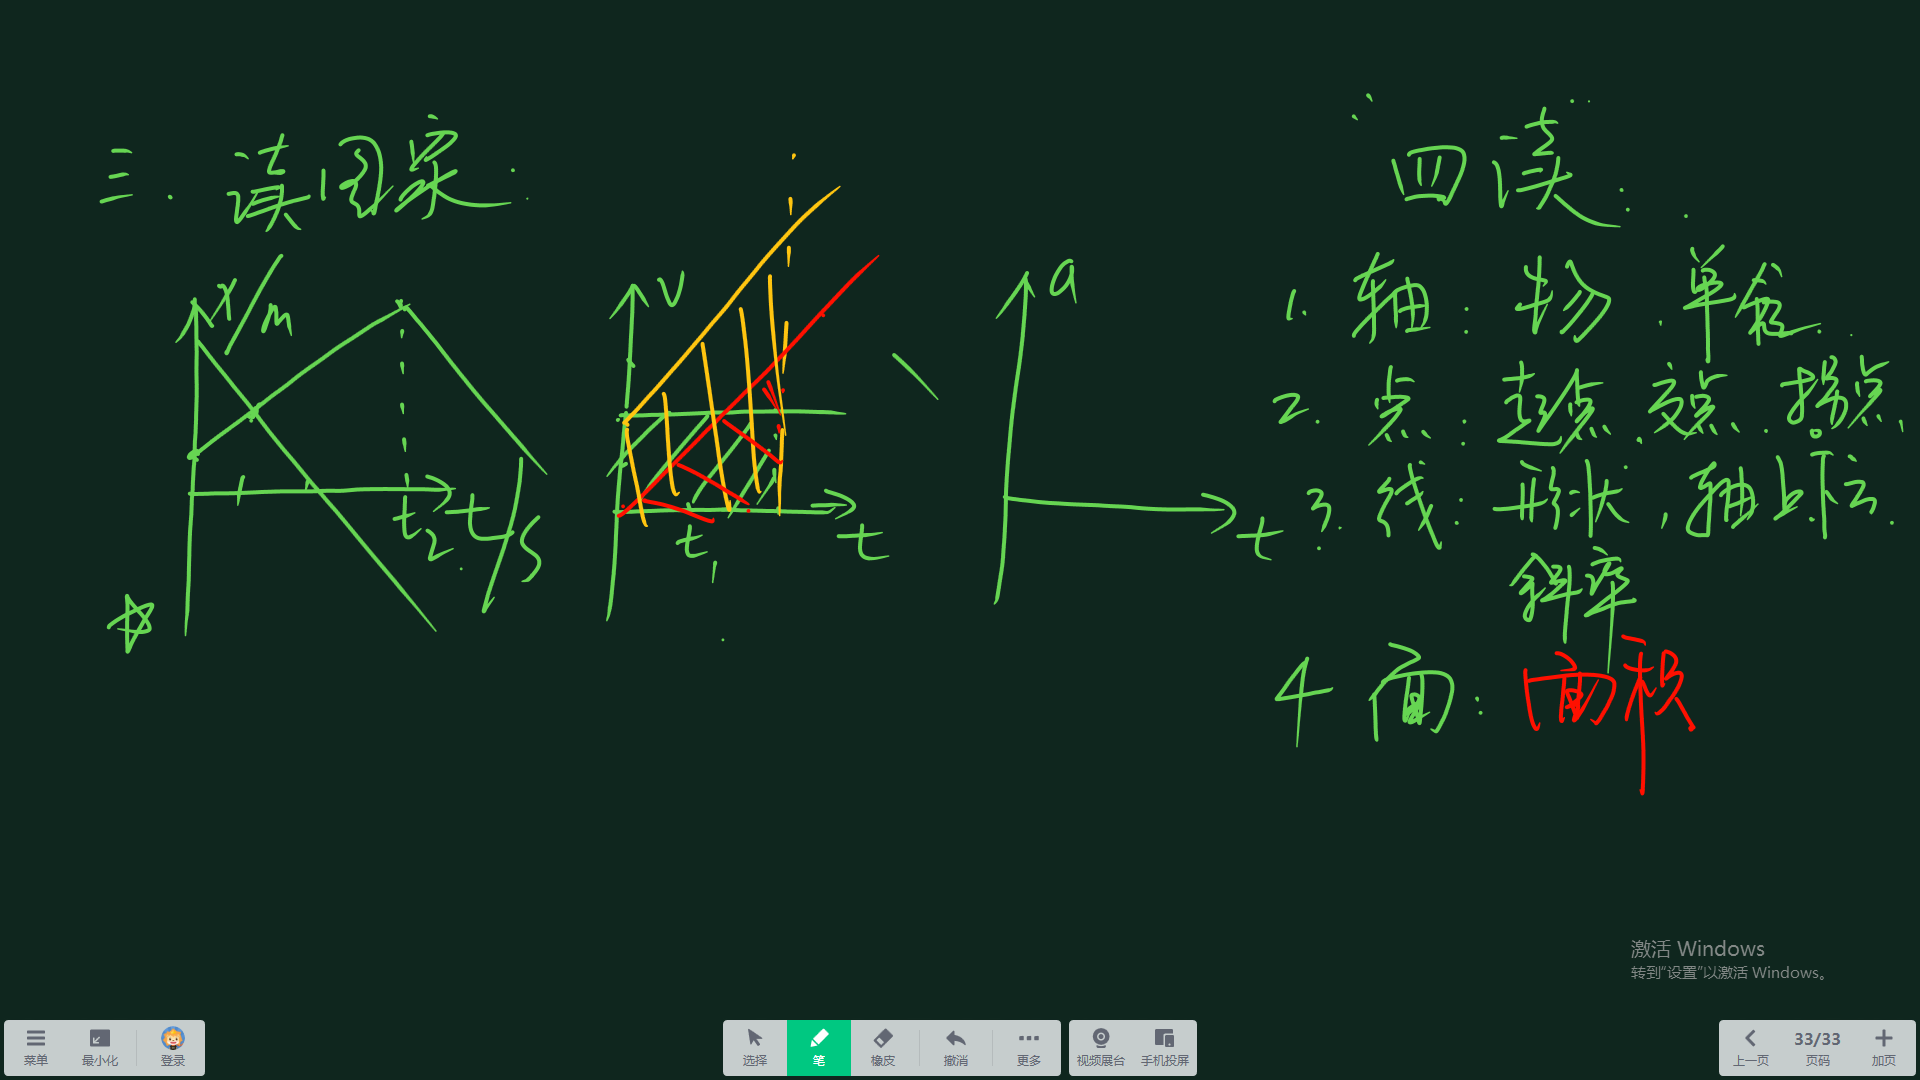 三.读图象:
四读:
1.轴:物.单位.
2.点:起点.交点.拐点.
3.线:形状,轴上下.
斜率
4 面:面积
x/m
t/s
t2
v
t
t1
a
t
激活 Windows
转到“设置”以激活 Windows。
菜单
最小化
登录
选择
笔
橡皮
撤消
更多
视频展台
手机投屏
上一页
33/33
页码
加页